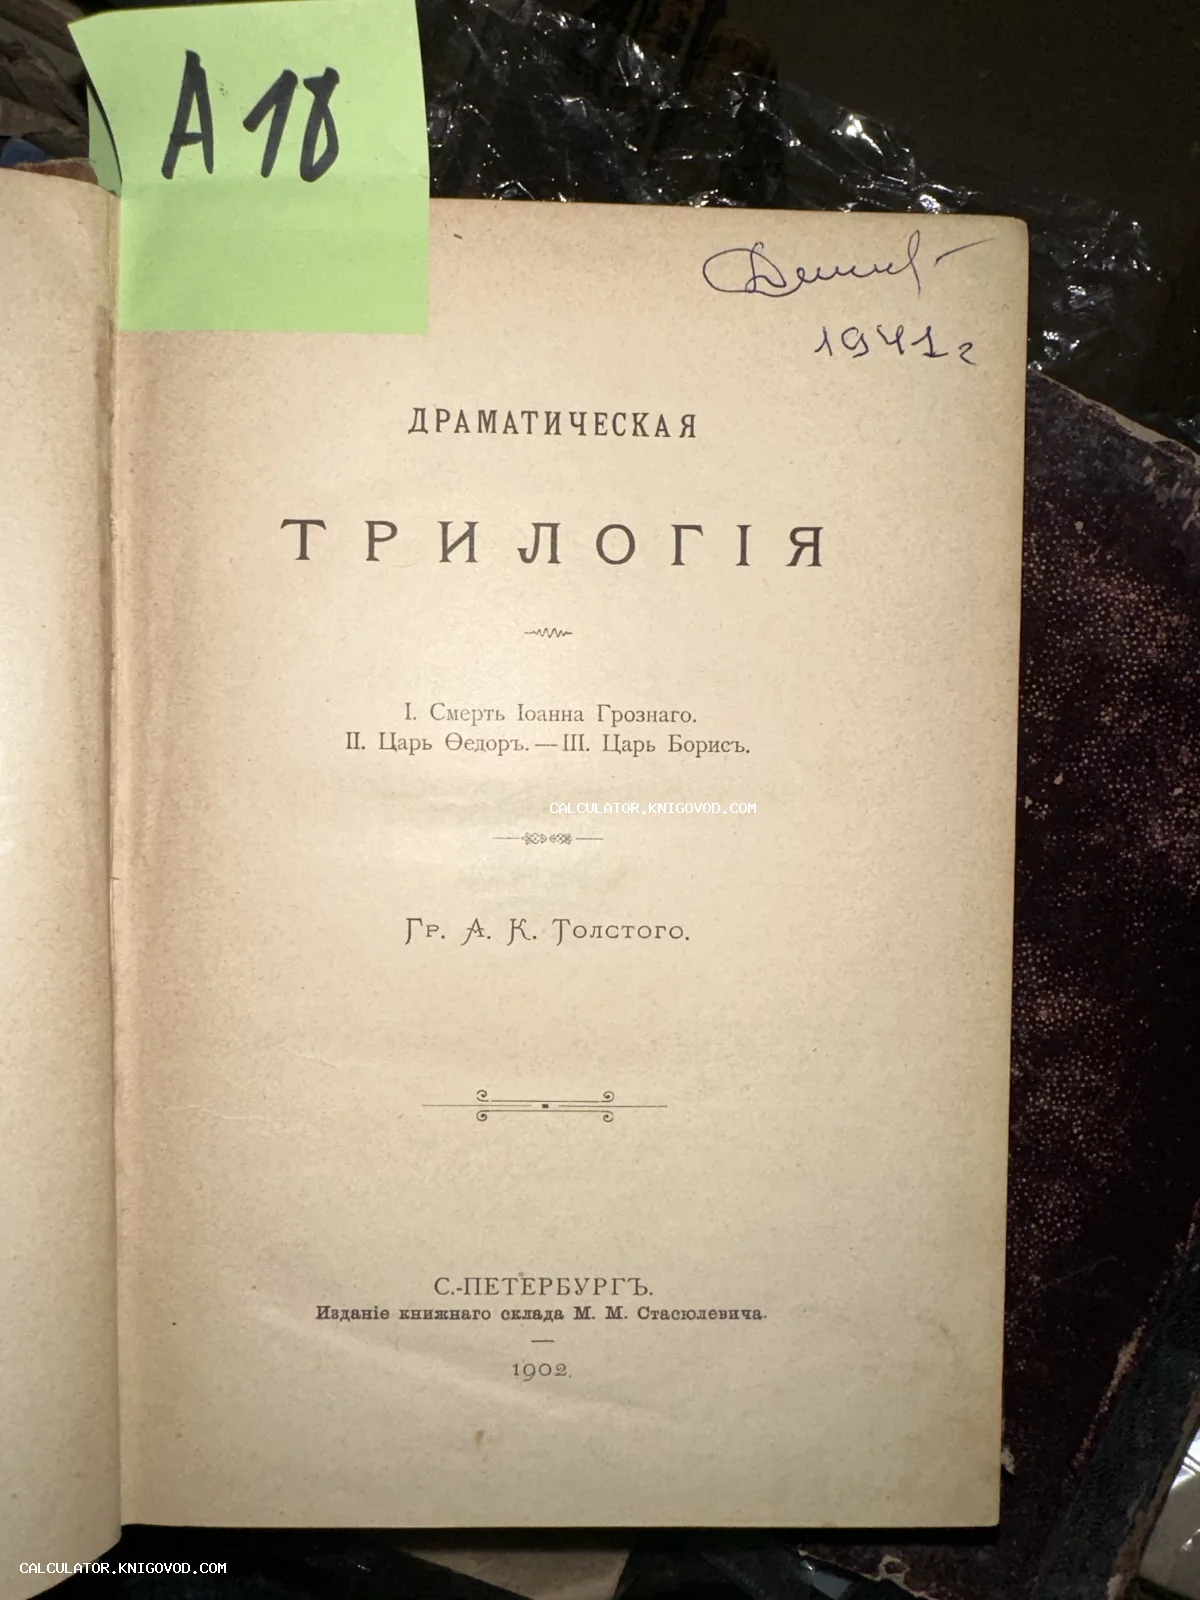 A 18
1941 г
ДРАМАТИЧЕСКАЯ
ТРИЛОГІЯ
I. Смерть Іоанна Грознаго.
II. Царь Ѳедоръ. — III. Царь Борисъ.
CALCULATOR.KNIGOVOD.COM
Гр. А. К. Толстого.
С.-ПЕТЕРБУРГЪ.
Изданіе книжнаго склада М. М. Стасюлевича.
1902.
CALCULATOR.KNIGOVOD.COM